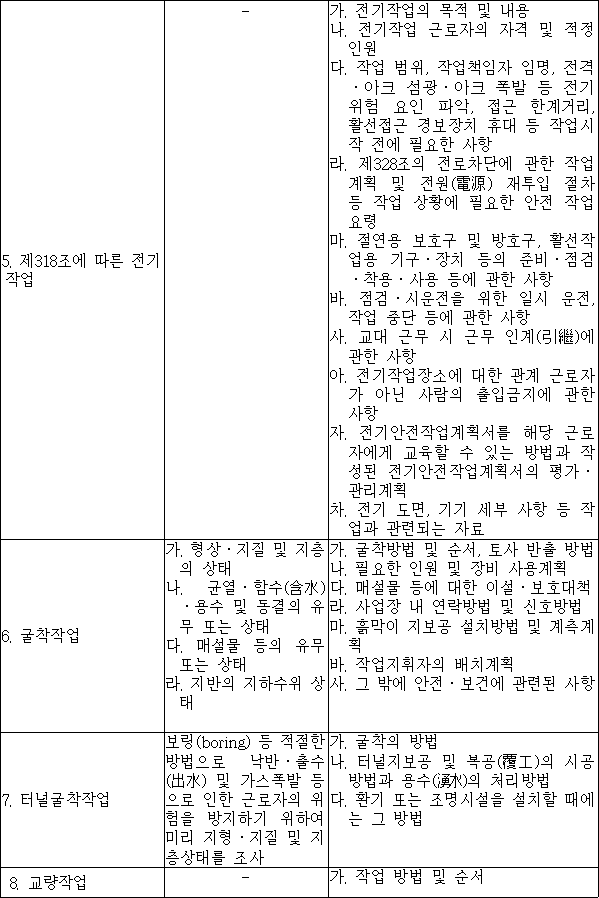 5. 제318조에 따른 전기
작업
-
가. 전기작업의 목적 및 내용
나. 전기작업 근로자의 자격 및 적정
인원
다. 작업 범위, 작업책임자 임명, 전격
ㆍ아크 섬광ㆍ아크 폭발 등 전기
위험 요인 파악, 접근 한계거리,
활선접근 경보장치 휴대 등 작업시
작 전에 필요한 사항
라. 제328조의 전로차단에 관한 작업
계획 및 전원(電源) 재투입 절차
등 작업 상황에 필요한 안전 작업
요령
마. 절연용 보호구 및 방호구, 활선작
업용 기구ㆍ장치 등의 준비ㆍ점검
ㆍ착용ㆍ사용 등에 관한 사항
바. 점검ㆍ시운전을 위한 일시 운전,
작업 중단 등에 관한 사항
사. 교대 근무 시 근무 인계(引繼)에
관한 사항
아. 전기작업장소에 대한 관계 근로자
가 아닌 사람의 출입금지에 관한
사항
자. 전기안전작업계획서를 해당 근로
자에게 교육할 수 있는 방법과 작
성된 전기안전작업계획서의 평가ㆍ
관리계획
차. 전기 도면, 기기 세부 사항 등 작
업과 관련되는 자료
6. 굴착작업
가. 형상ㆍ지질 및 지층
의 상태
나. 균열ㆍ함수(含水)
ㆍ용수 및 동결의 유
무 또는 상태
다. 매설물 등의 유무
또는 상태
라. 지반의 지하수위 상
태
가. 굴착방법 및 순서, 토사 반출 방법
나. 필요한 인원 및 장비 사용계획
다. 매설물 등에 대한 이설ㆍ보호대책
라. 사업장 내 연락방법 및 신호방법
마. 흙막이 지보공 설치방법 및 계측계
획
바. 작업지휘자의 배치계획
사. 그 밖에 안전ㆍ보건에 관련된 사항
7. 터널굴착작업
보링(boring) 등 적절한
방법으로 낙반ㆍ출수
(出水) 및 가스폭발 등
으로 인한 근로자의 위
험을 방지하기 위하여
미리 지형ㆍ지질 및 지
층상태를 조사
가. 굴착의 방법
나. 터널지보공 및 복공(覆工)의 시공
방법과 용수(湧水)의 처리방법
다. 환기 또는 조명시설을 설치할 때에
는 그 방법
8. 교량작업
-
가. 작업 방법 및 순서